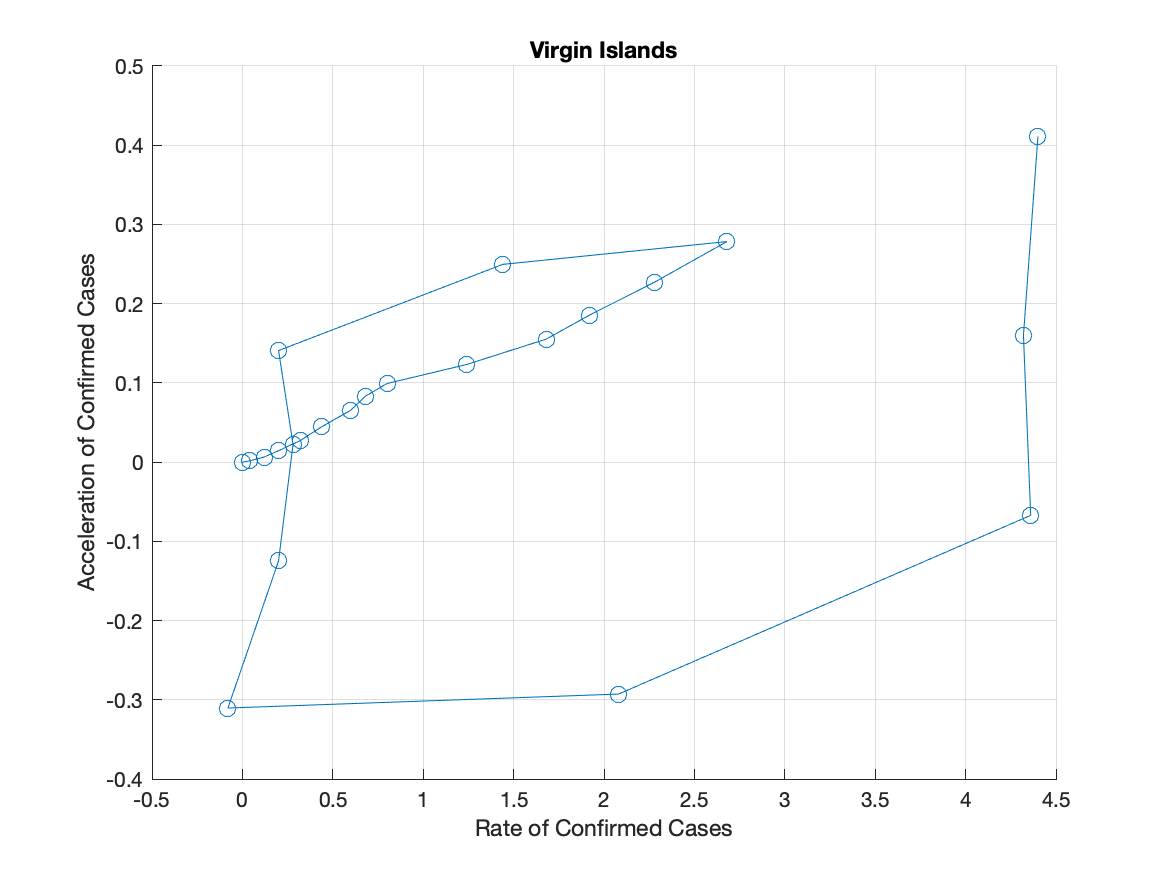 Virgin Islands
0.5
0.4
0.3
0.2
0.1
0
-0.1
-0.2
-0.3
-0.4
Acceleration of Confirmed Cases
-0.5 0 0.5 1 1.5 2 2.5 3 3.5 4 4.5
Rate of Confirmed Cases